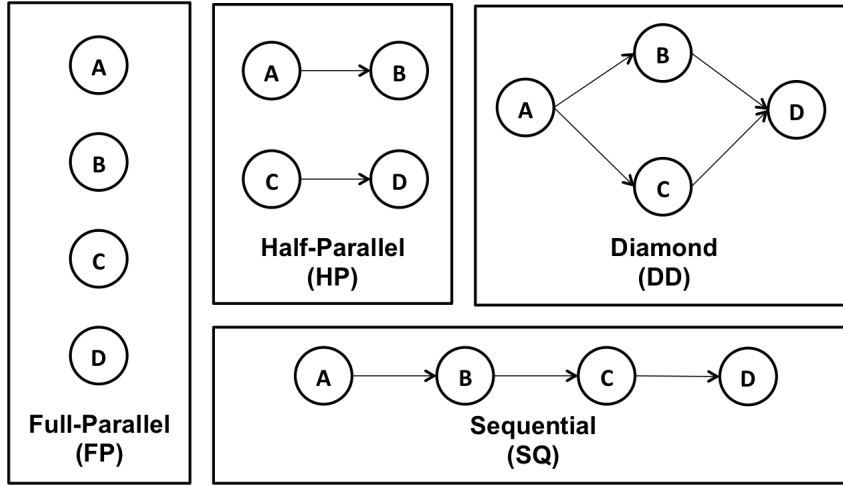 A
B
C
D
Full-Parallel
(FP)
A
B
C
D
Half-Parallel
(HP)
A
B
C
D
Diamond
(DD)
A
B
C
D
Sequential
(SQ)